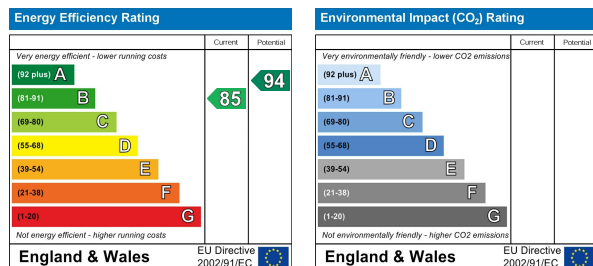 Energy Efficiency Rating
Current Potential
Very energy efficient - lower running costs
(92 plus) A
(81-91) B
(69-80) C
(55-68) D
(39-54) E
(21-38) F
(1-20) G
85
94
Not energy efficient - higher running costs
England & Wales
EU Directive
2002/91/EC
Environmental Impact (CO₂) Rating
Current Potential
Very environmentally friendly - lower CO2 emissions
(92 plus) A
(81-91) B
(69-80) C
(55-68) D
(39-54) E
(21-38) F
(1-20) G
Not environmentally friendly - higher CO2 emissions
England & Wales
EU Directive
2002/91/EC